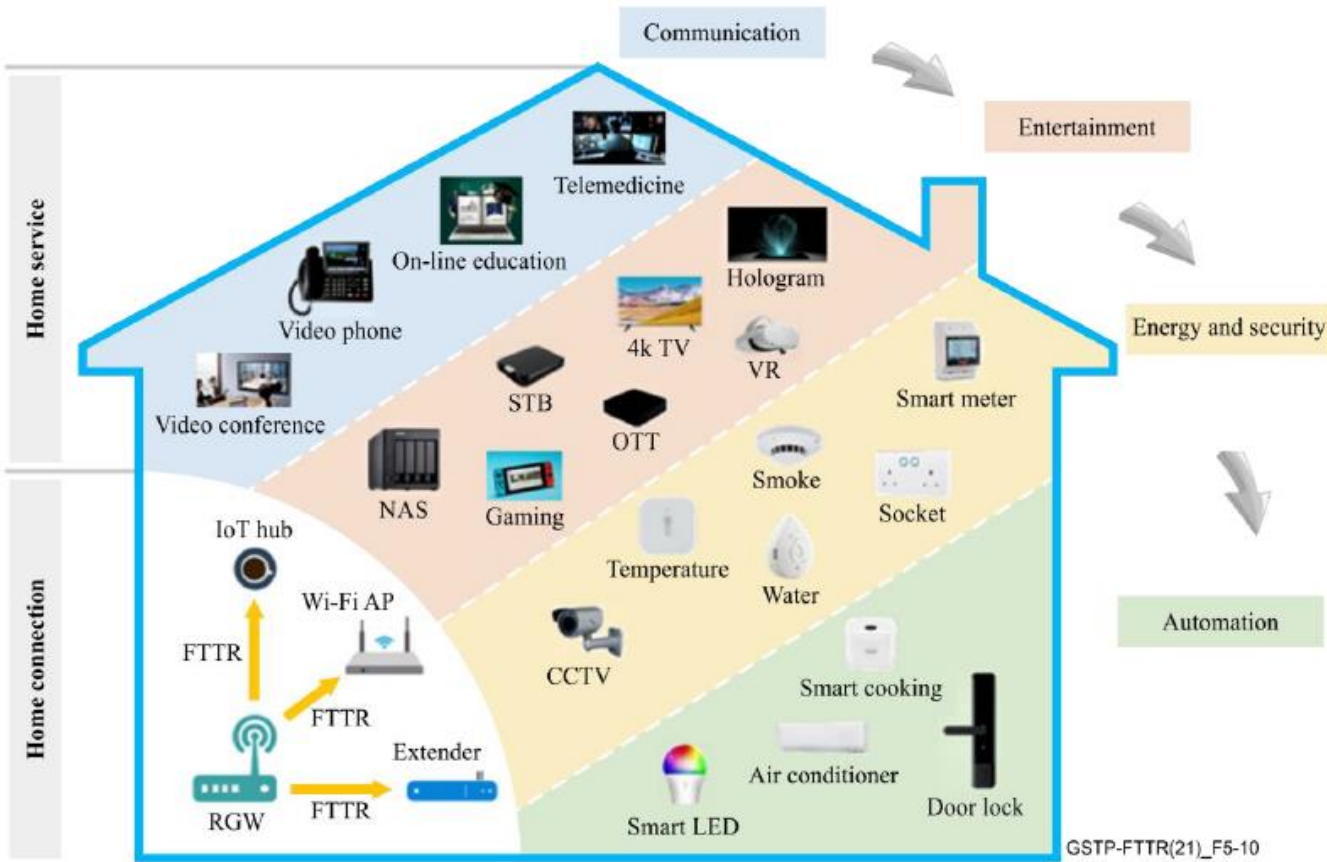 Communication
Entertainment
Energy and security
Automation
Home service
Home connection
Telemedicine
On-line education
Video phone
Video conference
Hologram
4k TV
VR
STB
OTT
NAS
Gaming
Smart meter
Smoke
Socket
Temperature
Water
CCTV
Smart cooking
Air conditioner
Door lock
Smart LED
IoT hub
Wi-Fi AP
FTTR
FTTR
Extender
FTTR
RGW
GSTP-FTTR(21)_F5-10